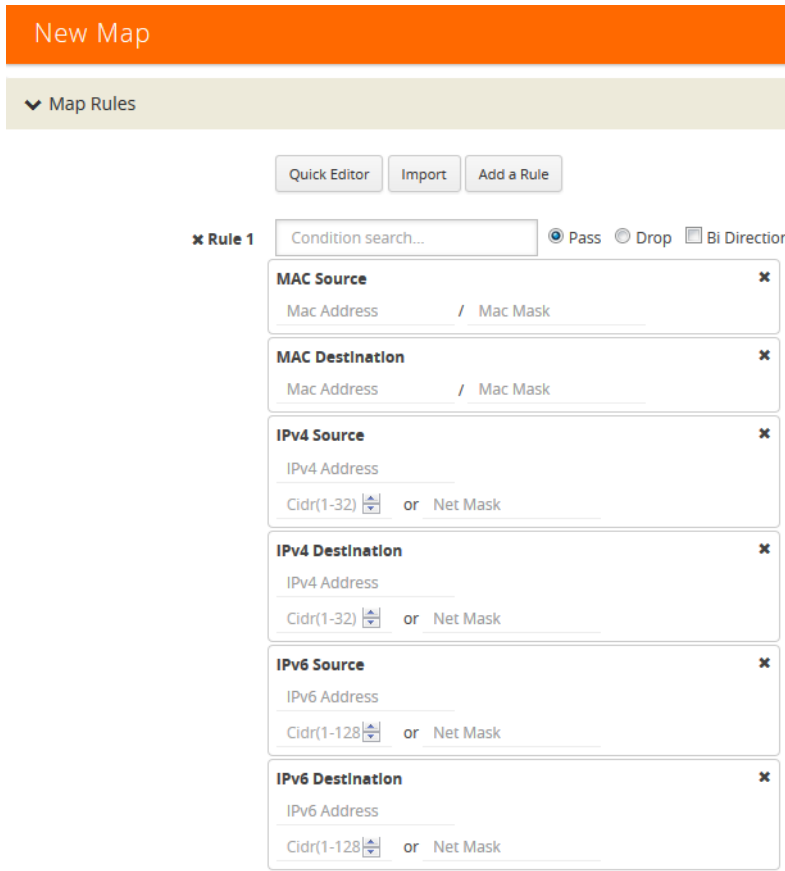 New Map
Map Rules
Quick Editor Import Add a Rule
Rule 1 Condition search... Pass Drop Bi Direction
MAC Source
Mac Address / Mac Mask
MAC Destination
Mac Address / Mac Mask
IPv4 Source
IPv4 Address
Cidr(1-32) or Net Mask
IPv4 Destination
IPv4 Address
Cidr(1-32) or Net Mask
IPv6 Source
IPv6 Address
Cidr(1-128 or Net Mask
IPv6 Destination
IPv6 Address
Cidr(1-128 or Net Mask